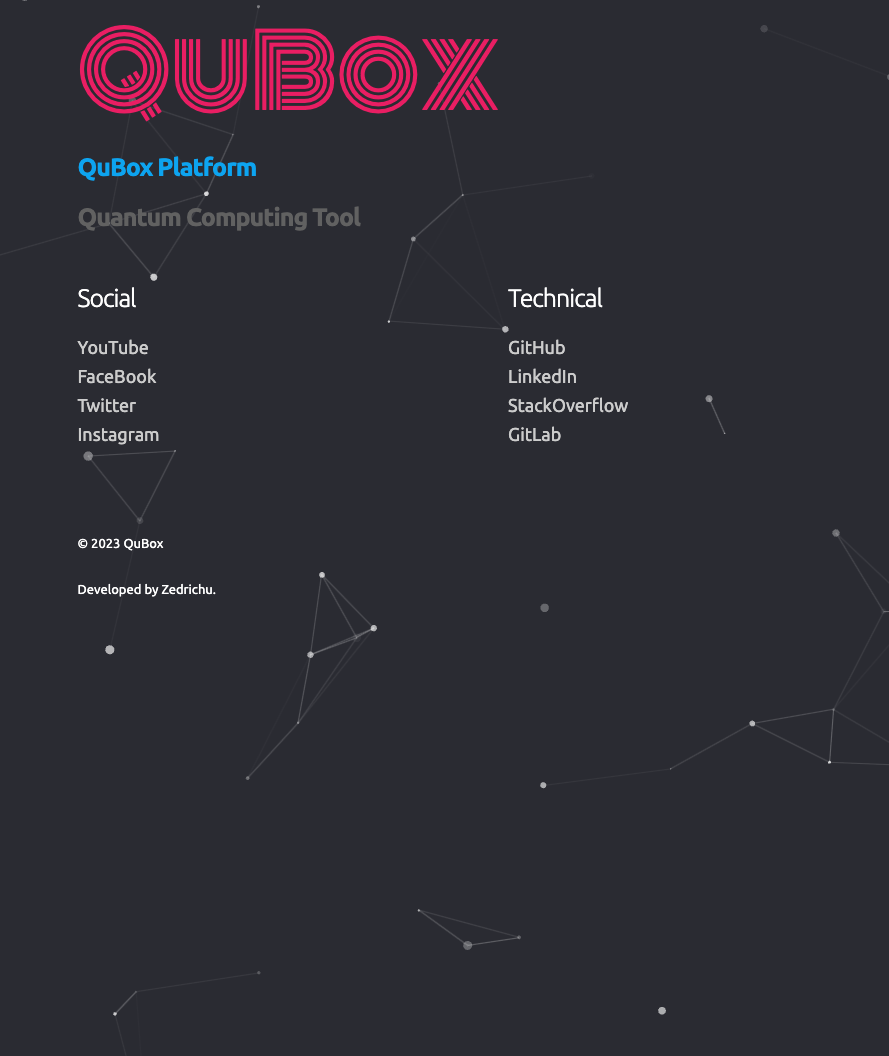 QuBox
QuBox Platform
Quantum Computing Tool
Social
YouTube
FaceBook
Twitter
Instagram
Technical
GitHub
LinkedIn
StackOverflow
GitLab
© 2023 QuBox
Developed by Zedrichu.